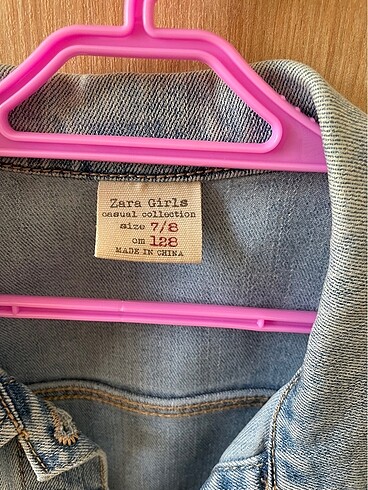 Zara Girls
casual collection
size 7/8
cm 128
MADE IN CHINA